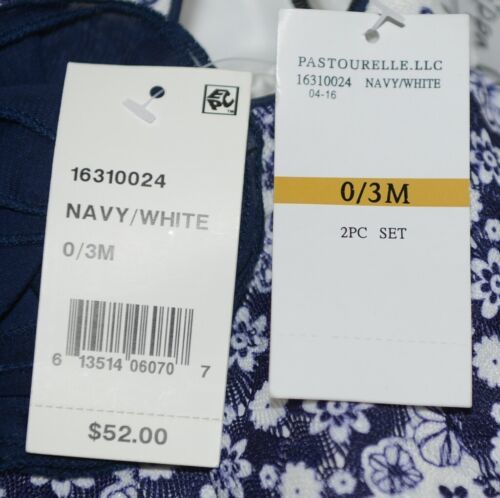 16310024
NAVY/WHITE
0/3M
6 13514 06070 7
$52.00
PASTOURELLE.LLC
16310024 NAVY/WHITE
04-16
0/3M
2PC SET